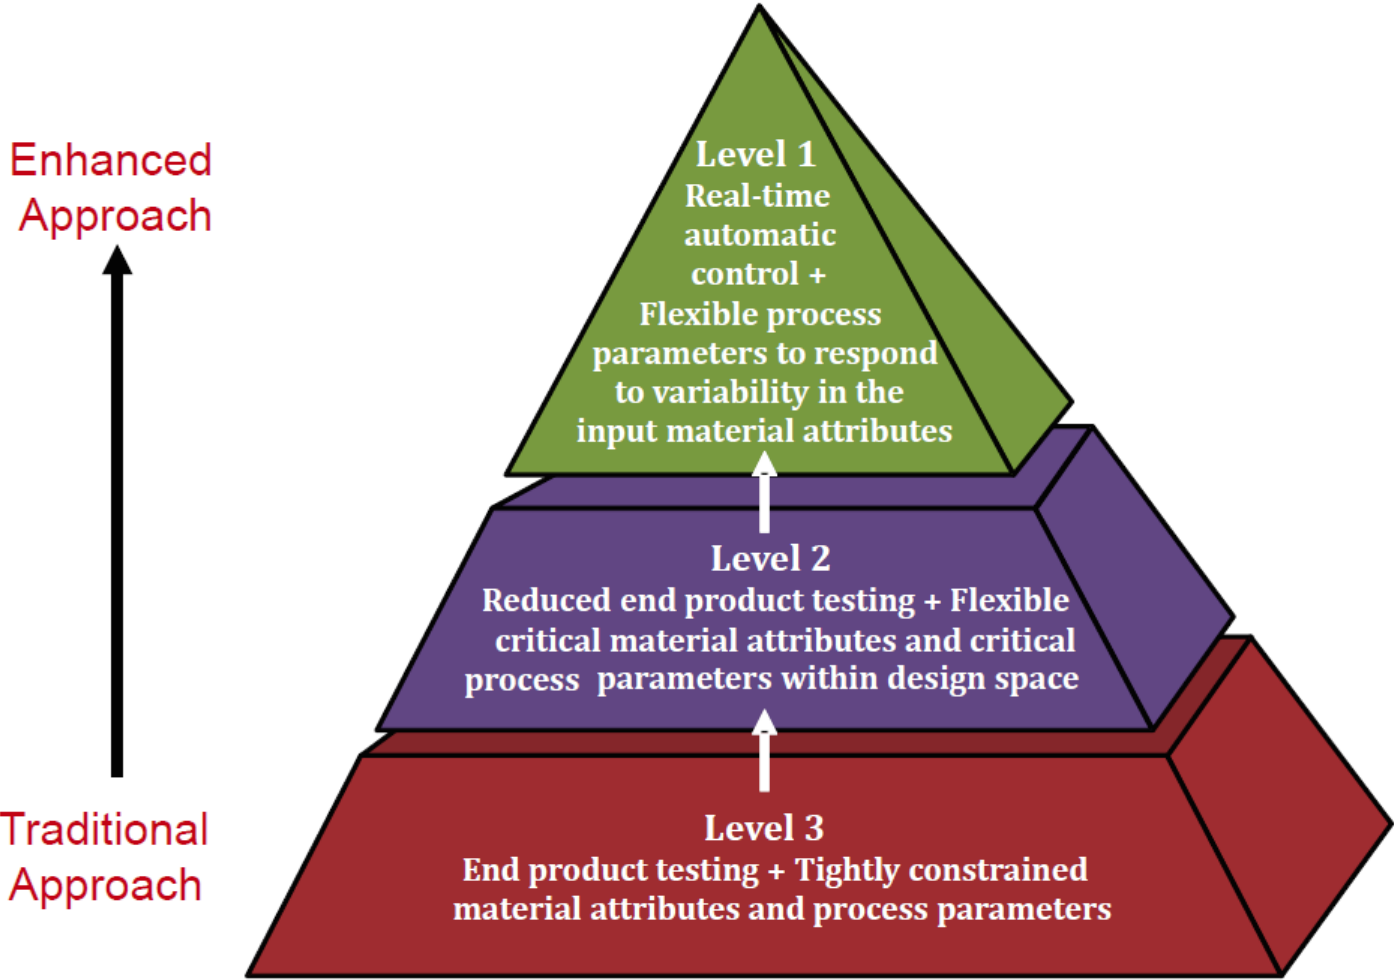 Enhanced
Approach
Traditional
Approach
Level 1
Real-time
automatic
control +
Flexible process
parameters to respond
to variability in the
input material attributes
Level 2
Reduced end product testing + Flexible
critical material attributes and critical
process parameters within design space
Level 3
End product testing + Tightly constrained
material attributes and process parameters